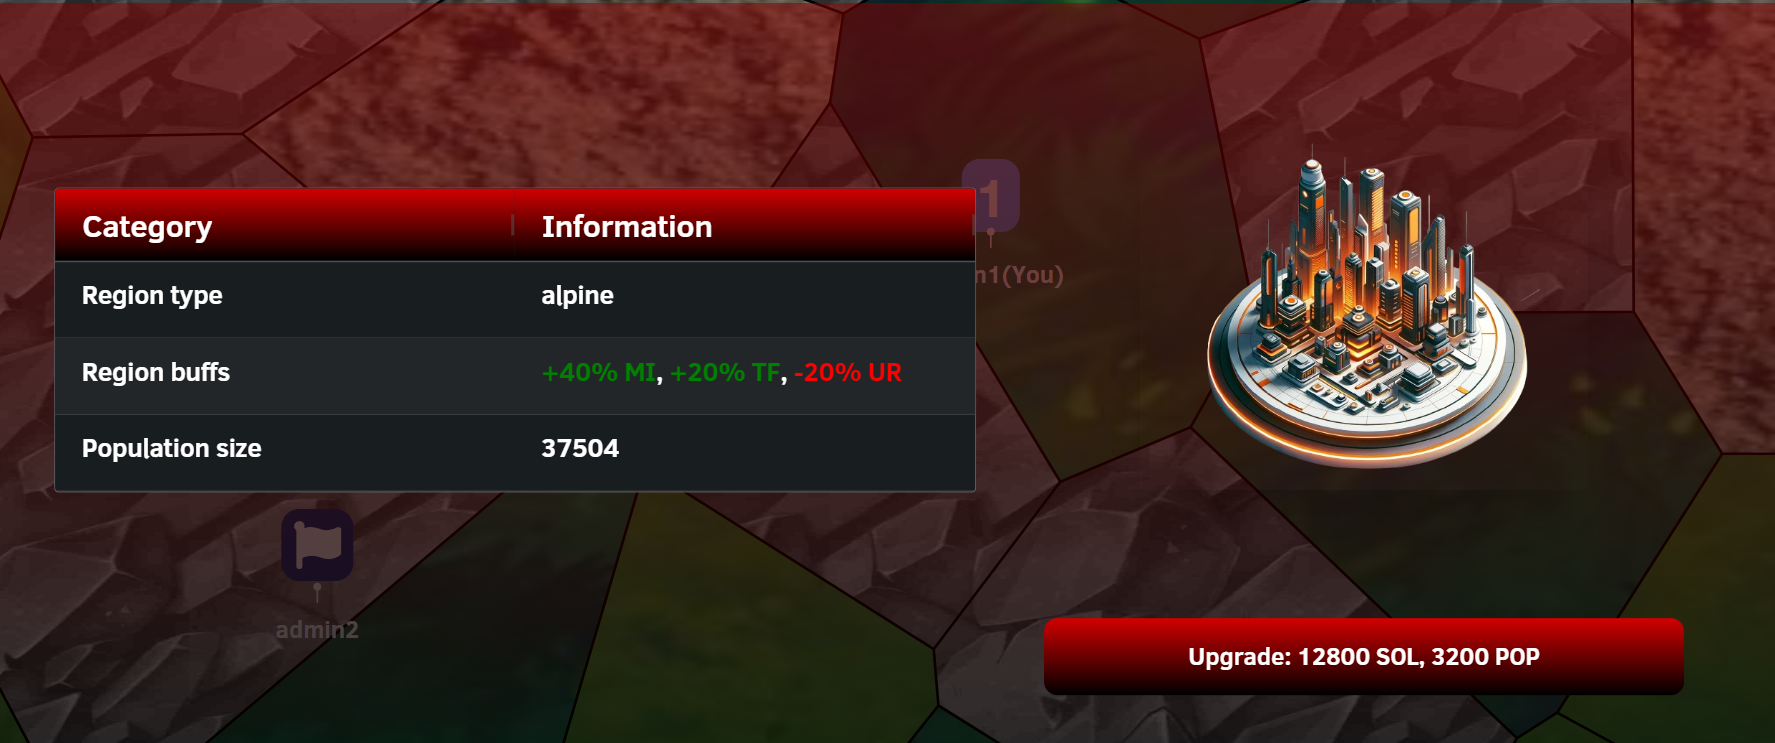 Category Information
Region type alpine
Region buffs +40% MI, +20% TF, -20% UR
Population size 37504
1
n1(You)
admin2
Upgrade: 12800 SOL, 3200 POP